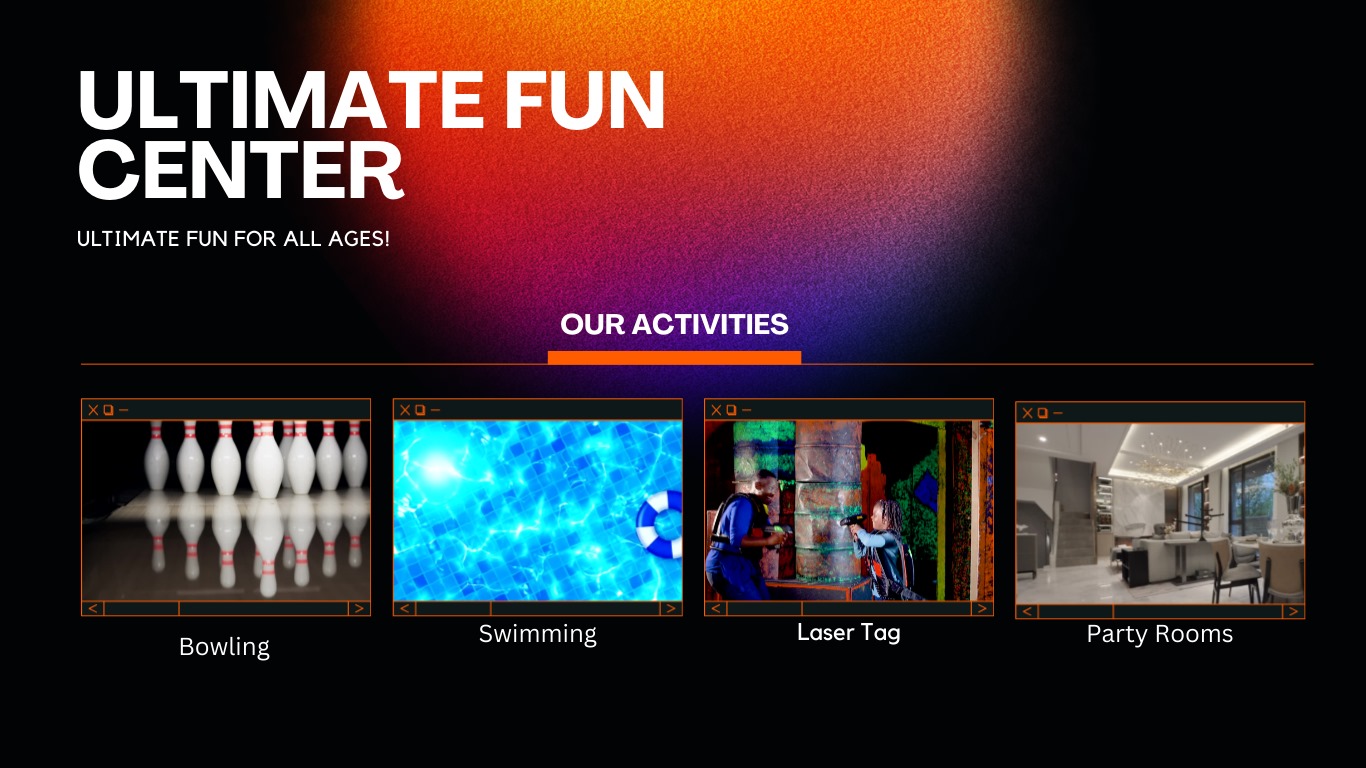 ULTIMATE FUN
CENTER
ULTIMATE FUN FOR ALL AGES!
OUR ACTIVITIES
Bowling
Swimming
Laser Tag
Party Rooms